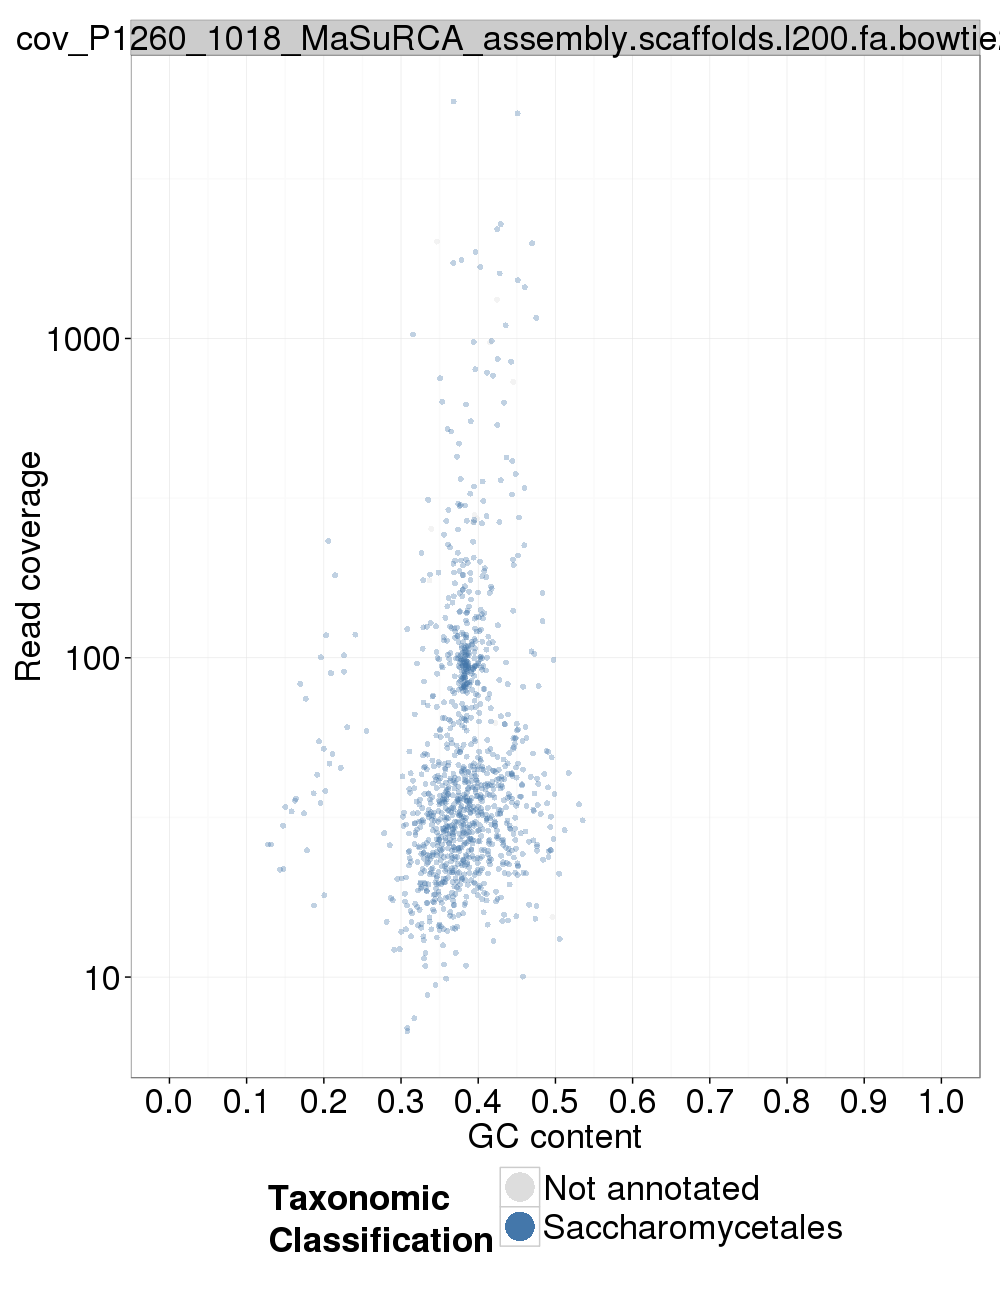 cov_P1260_1018_MaSuRCA_assembly.scaffolds.l200.fa.bowtie2
Read coverage
1000
100
10
0.0 0.1 0.2 0.3 0.4 0.5 0.6 0.7 0.8 0.9 1.0
GC content
Taxonomic
Classification
Not annotated
Saccharomycetales